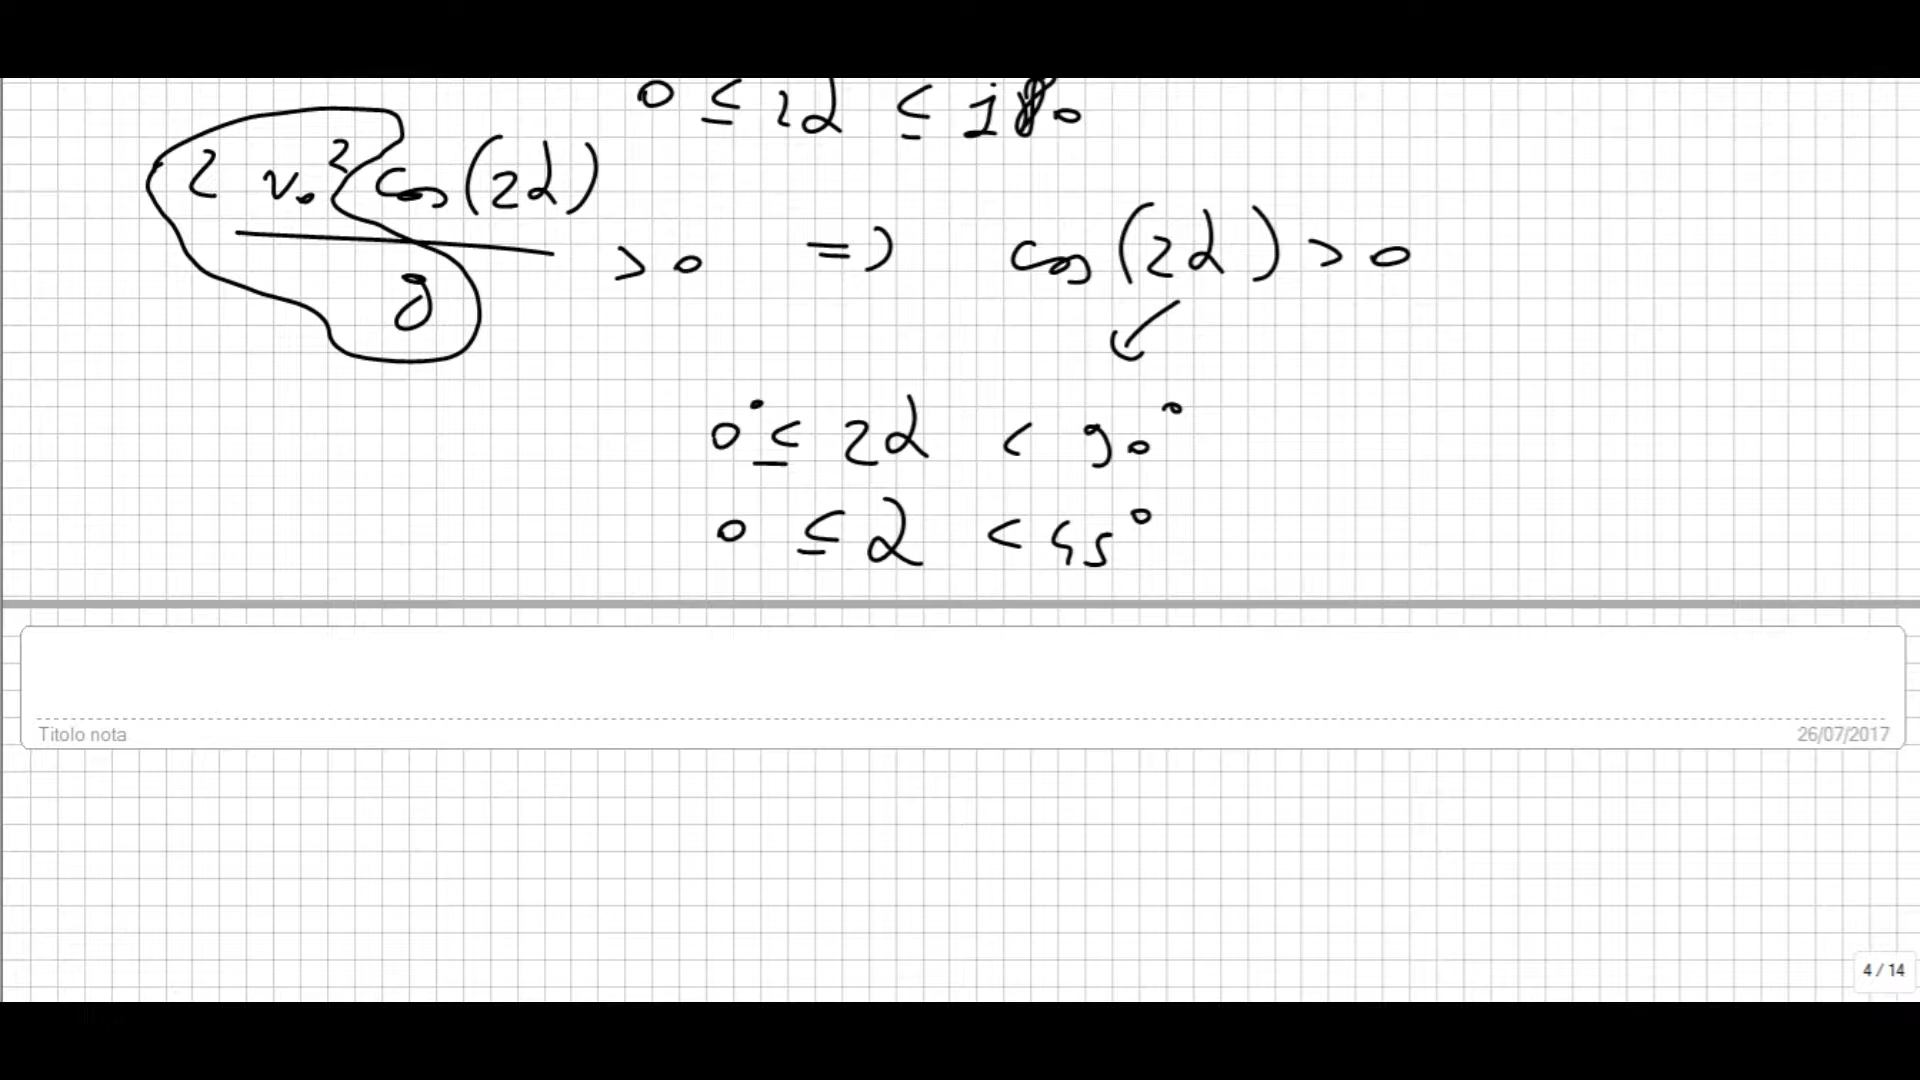 0 ≤ 2α ≤ 180
2 v₀² cos(2α)
/ g > 0 => cos(2α) > 0
0° ≤ 2α < 90°
0 ≤ α < 45°
Titolo nota
26/07/2017
4 / 14